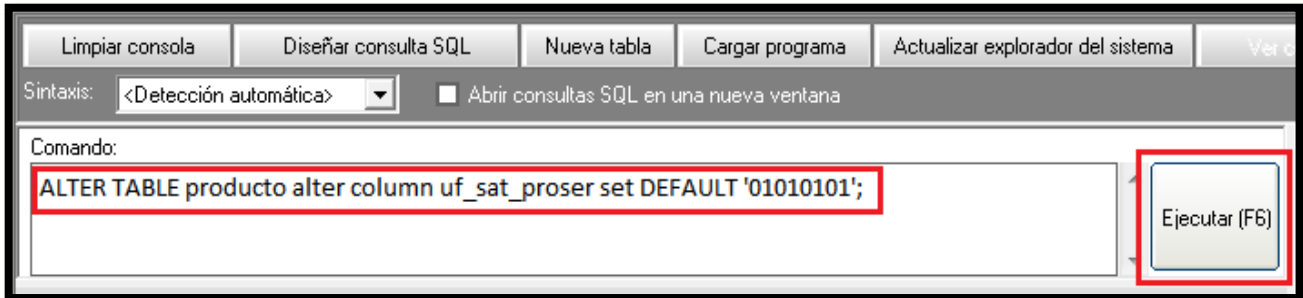 Limpiar consola Diseñar consulta SQL Nueva tabla Cargar programa Actualizar explorador del sistema Ver
Sintaxis: <Detección automática> Abrir consultas SQL en una nueva ventana
Comando:
ALTER TABLE producto alter column uf_sat_proser set DEFAULT '01010101';
Ejecutar (F6)